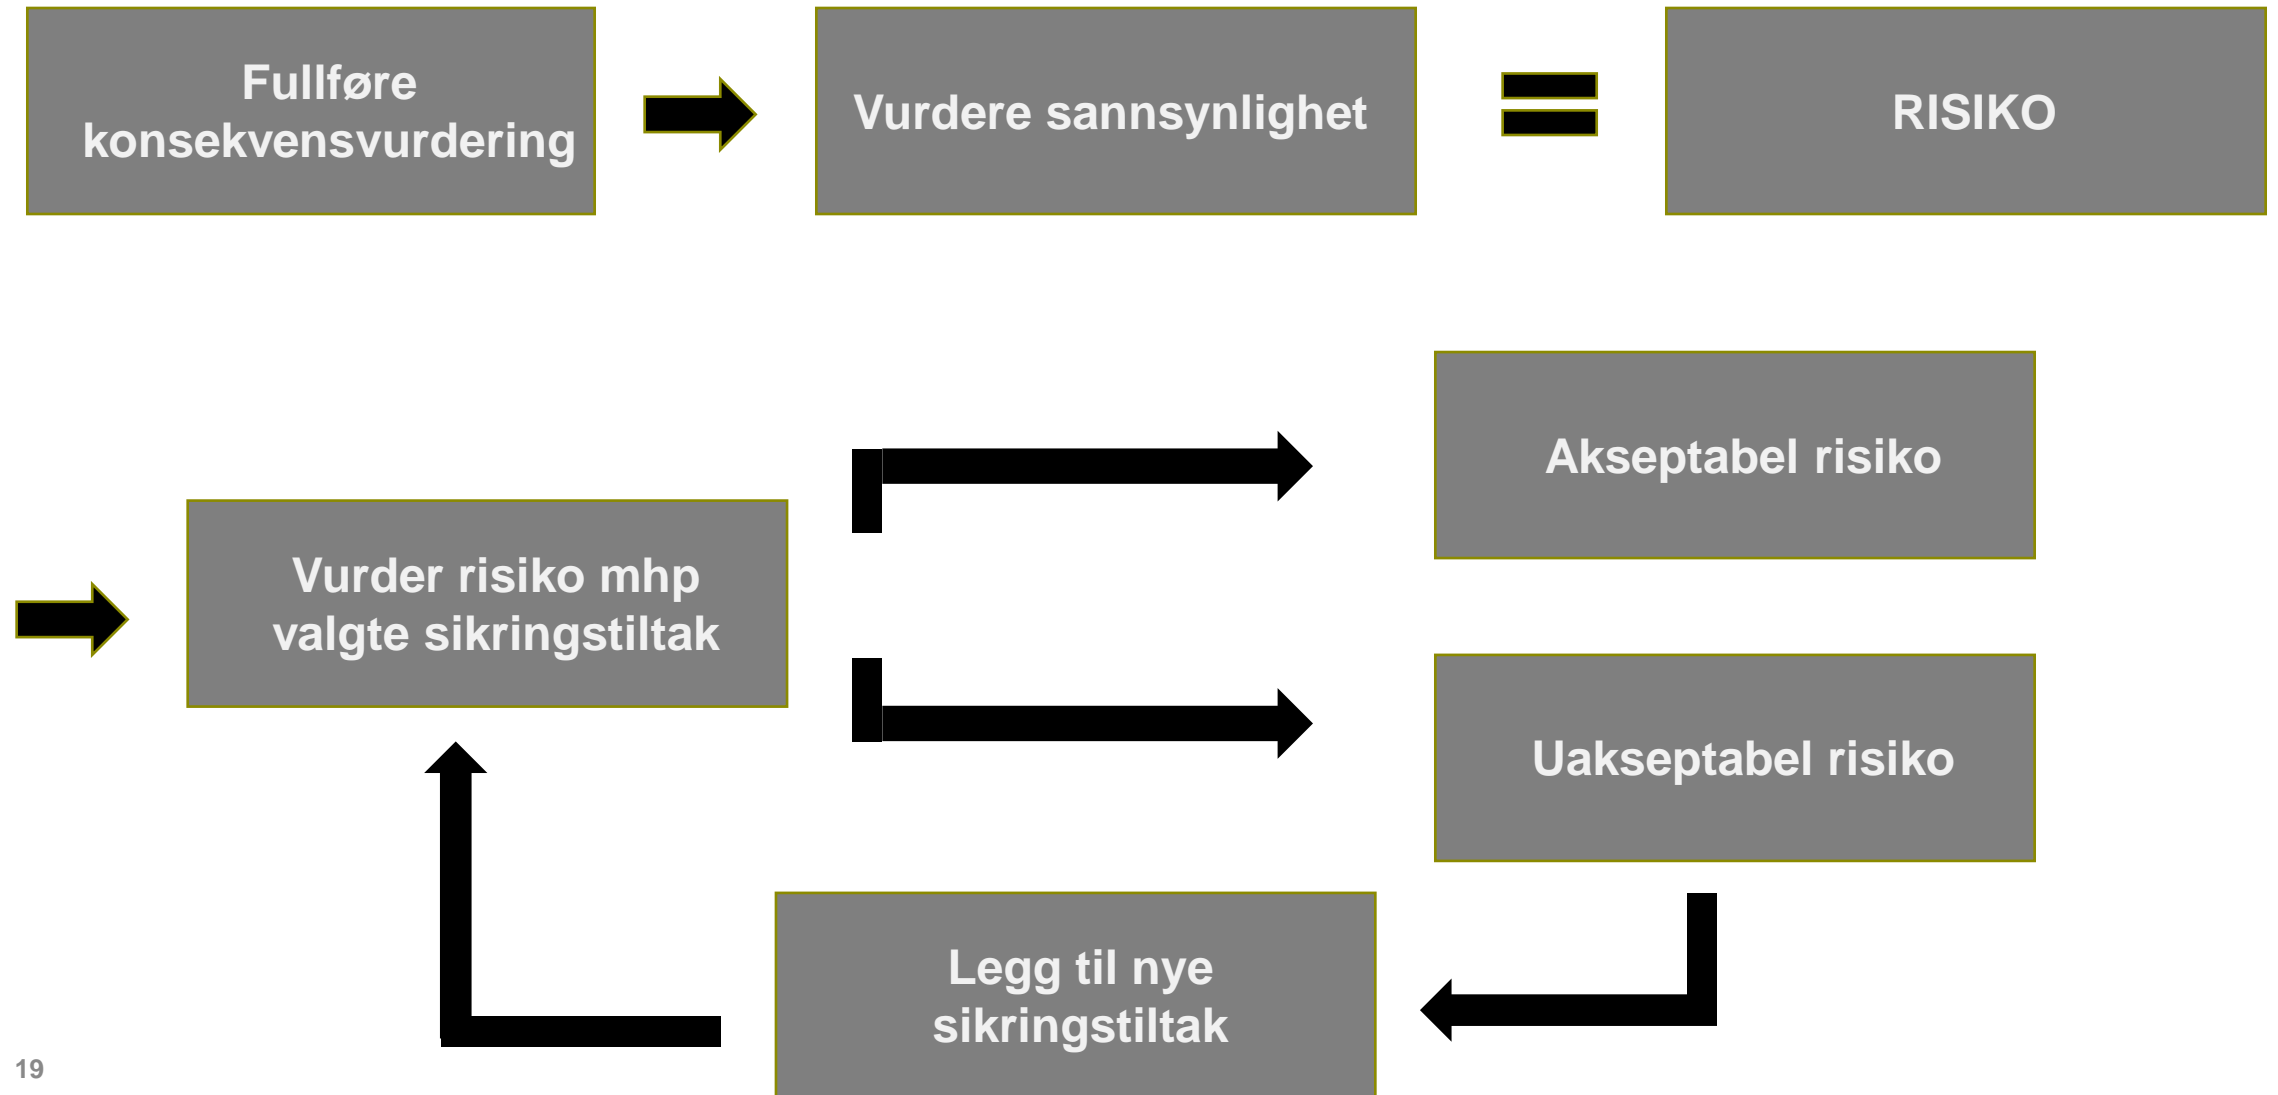 Fullføre
konsekvensvurdering
Vurdere sannsynlighet
RISIKO
Akseptabel risiko
Vurder risiko mhp
valgte sikringstiltak
Uakseptabel risiko
Legg til nye
sikringstiltak
19